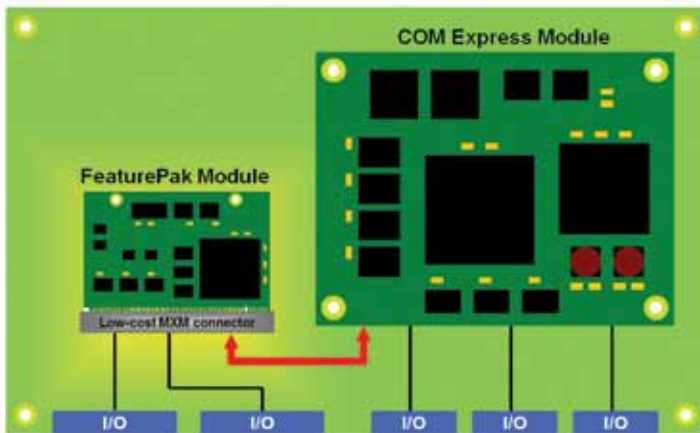 COM Express Module
FeaturePak Module
Low-cost MXM connector
I/O
I/O
I/O
I/O
I/O